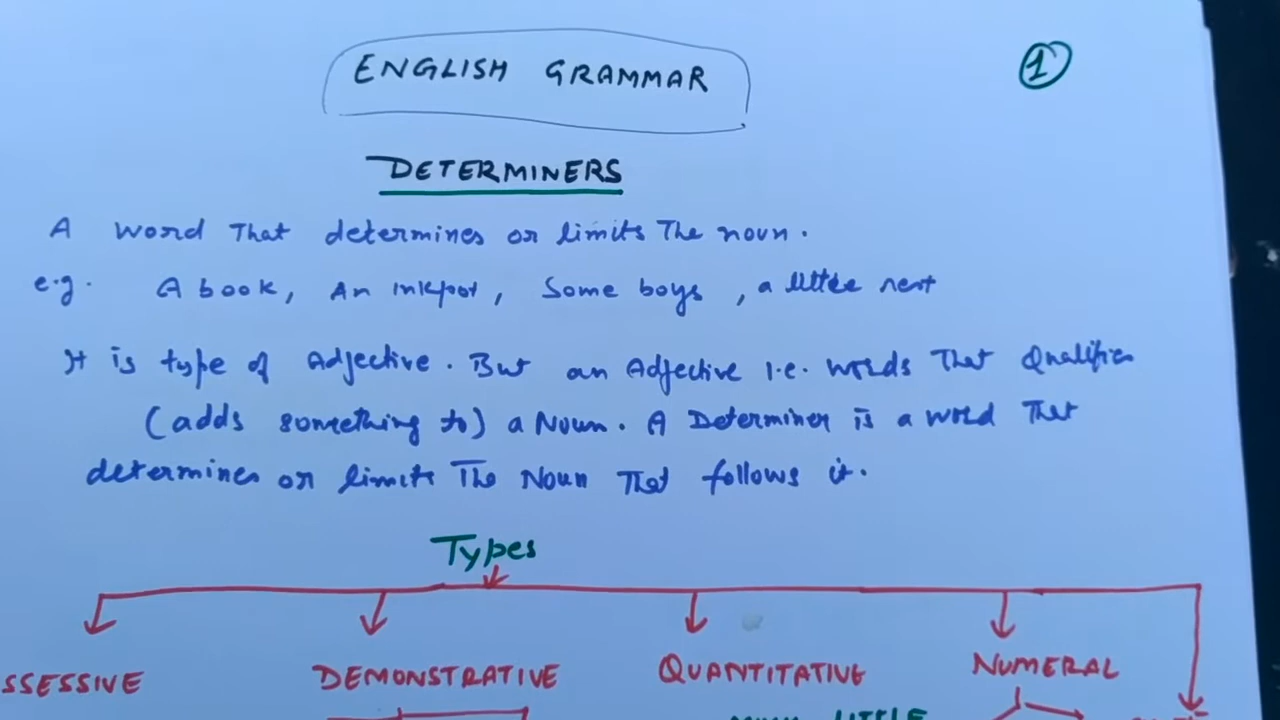 ENGLISH GRAMMAR
1
DETERMINERS
A word That determines or limits The noun.
e.g. A book, An inkpot, Some boys, a little rest
It is type of Adjective. But an Adjective i.e. words That Qualifies
(adds something to) a Noun. A Determiner is a word That
determines or limits The Noun That follows it.
Types
SSESSIVE DEMONSTRATIVE QUANTITATIVE NUMERAL
LITTLE